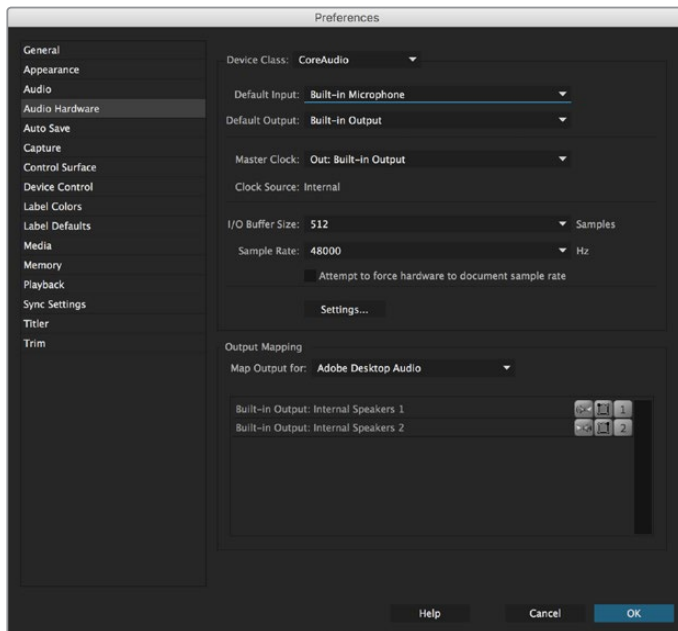 Preferences
General
Appearance
Audio
Audio Hardware
Auto Save
Capture
Control Surface
Device Control
Label Colors
Label Defaults
Media
Memory
Playback
Sync Settings
Titler
Trim
Device Class: CoreAudio
Default Input: Built-in Microphone
Default Output: Built-in Output
Master Clock: Out: Built-in Output
Clock Source: Internal
I/O Buffer Size: 512 Samples
Sample Rate: 48000 Hz
Attempt to force hardware to document sample rate
Settings...
Output Mapping
Map Output for: Adobe Desktop Audio
Built-in Output: Internal Speakers 1 1
Built-in Output: Internal Speakers 2 2
Help Cancel OK